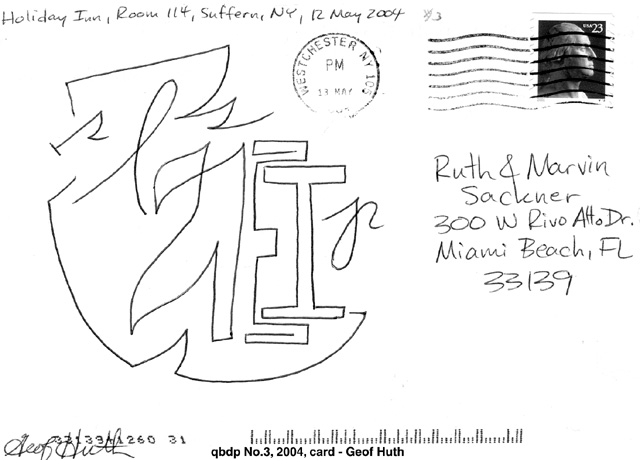 Holiday Inn, Room 114, Suffern, NY, 12 May 2004
3/3
WESTCHESTER NY 105
PM
13 MAY
USA 23
Ruth & Marvin
Sackner
300 W Rivo Alto Dr.
Miami Beach, FL
33139
Geof Huth
33139+1260 31
qbdp No.3, 2004, card - Geof Huth